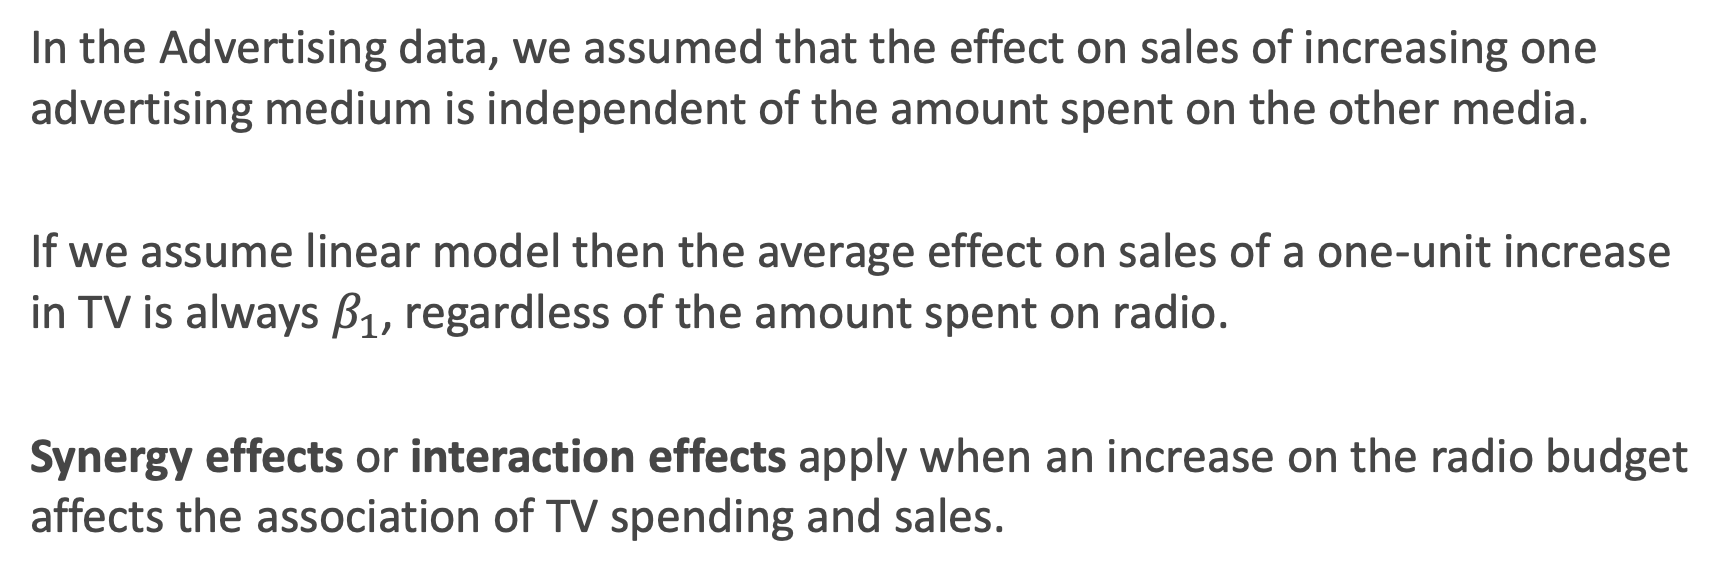 In the Advertising data, we assumed that the effect on sales of increasing one
advertising medium is independent of the amount spent on the other media.
If we assume linear model then the average effect on sales of a one-unit increase
in TV is always 𝛽₁, regardless of the amount spent on radio.
Synergy effects or interaction effects apply when an increase on the radio budget
affects the association of TV spending and sales.